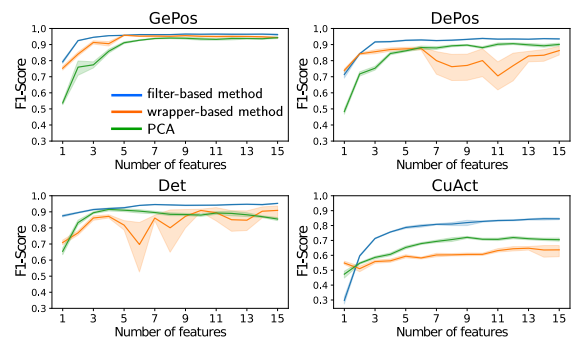 GePos
F1-Score
1.0
0.9
0.8
0.7
0.6
0.5
0.4
0.3
filter-based method
wrapper-based method
PCA
1 3 5 7 9 11 13 15
Number of features
DePos
F1-Score
1.0
0.9
0.8
0.7
0.6
0.5
0.4
0.3
1 3 5 7 9 11 13 15
Number of features
Det
F1-Score
1.0
0.9
0.8
0.7
0.6
0.5
0.4
0.3
1 3 5 7 9 11 13 15
Number of features
CuAct
F1-Score
1.0
0.9
0.8
0.7
0.6
0.5
0.4
0.3
1 3 5 7 9 11 13 15
Number of features